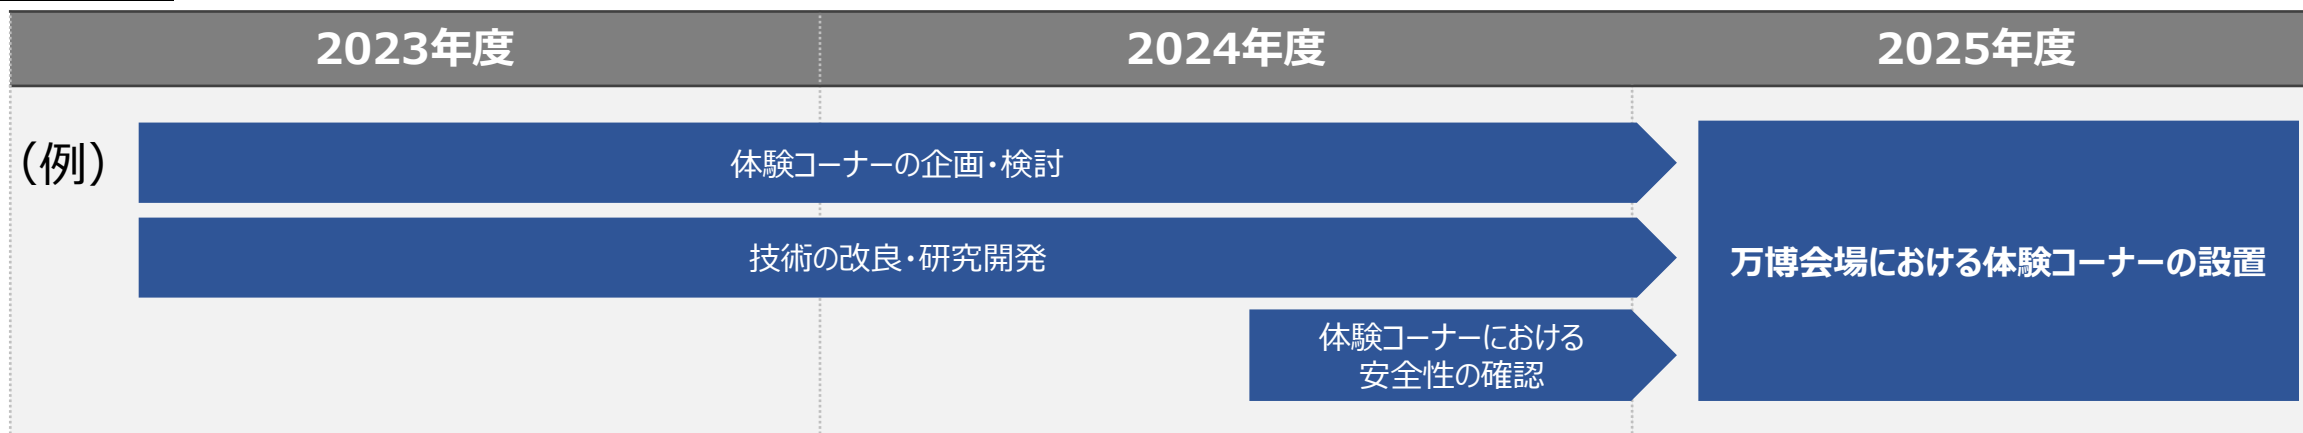 2023年度 2024年度 2025年度
（例）
体験コーナーの企画・検討
技術の改良・研究開発
体験コーナーにおける
安全性の確認
万博会場における体験コーナーの設置